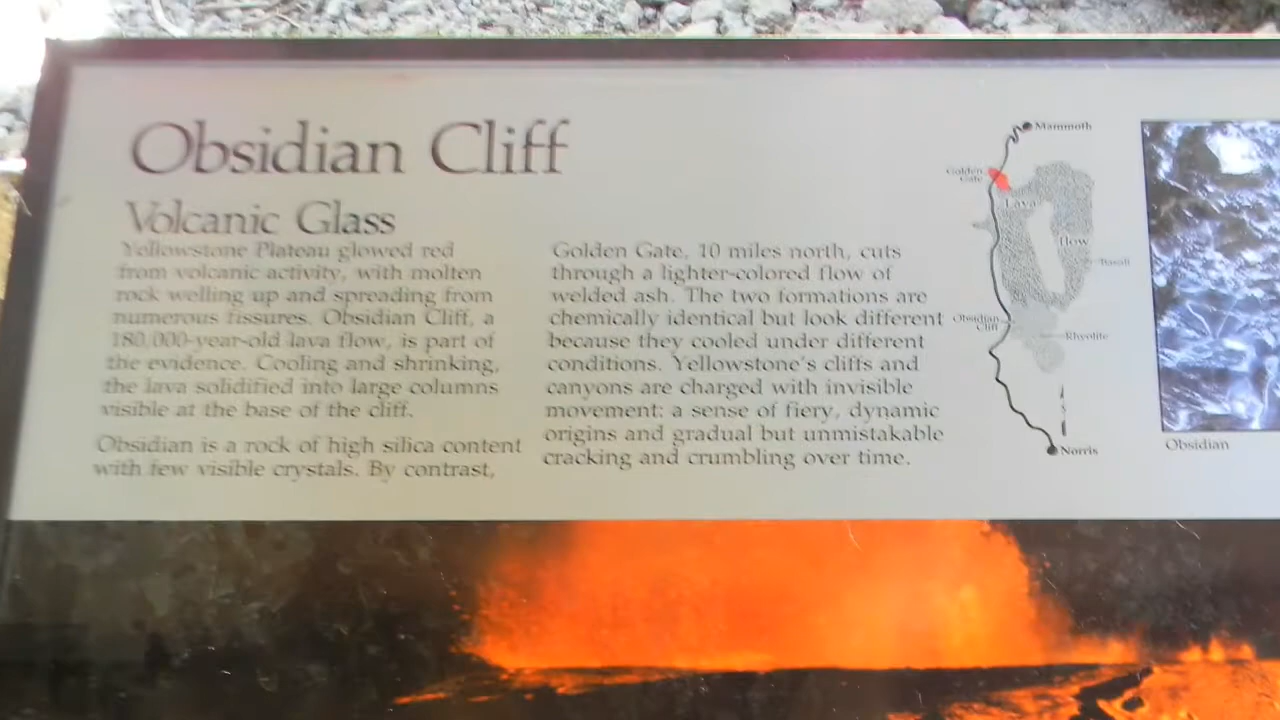 Obsidian Cliff
Volcanic Glass
Yellowstone Plateau glowed red
from volcanic activity, with molten
rock welling up and spreading from
numerous fissures. Obsidian Cliff, a
180,000-year-old lava flow, is part of
the evidence. Cooling and shrinking,
the lava solidified into large columns
visible at the base of the cliff.
Obsidian is a rock of high silica content
with few visible crystals. By contrast,
Golden Gate, 10 miles north, cuts
through a lighter-colored flow of
welded ash. The two formations are
chemically identical but look different
because they cooled under different
conditions. Yellowstone's cliffs and
canyons are charged with invisible
movement: a sense of fiery, dynamic
origins and gradual but unmistakable
cracking and crumbling over time.
Mammoth
Golden
Gate
Lava
flow
Obsidian
Cliff
Rhyolite
Norris
Obsidian